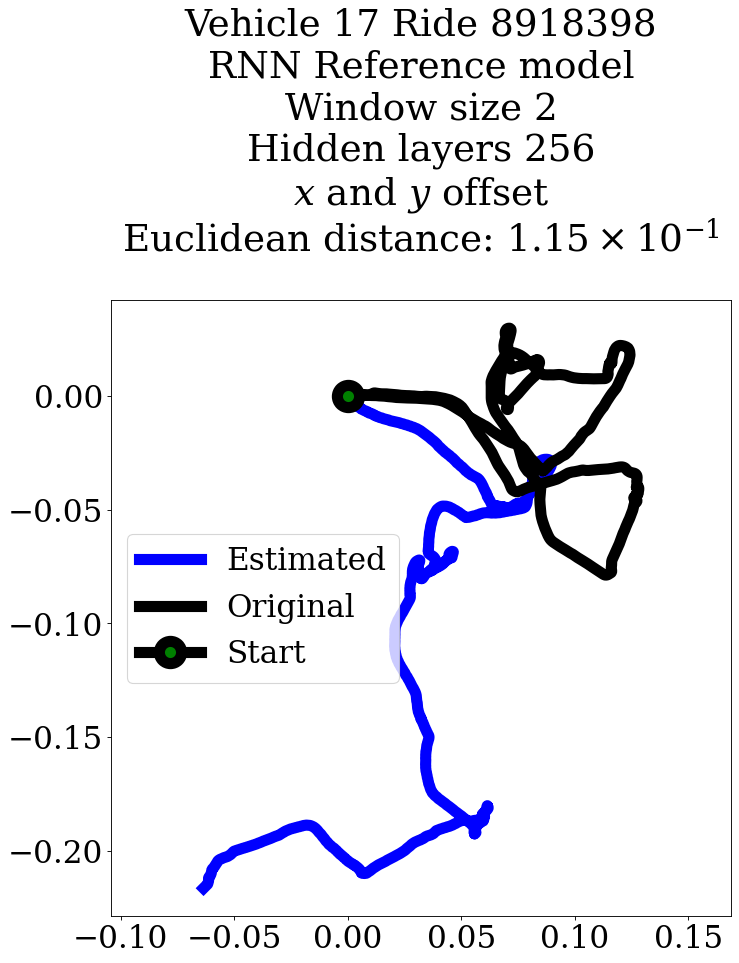 Vehicle 17 Ride 8918398
RNN Reference model
Window size 2
Hidden layers 256
x and y offset
Euclidean distance: 1.15 × 10⁻¹
0.00
−0.05
−0.10
−0.15
−0.20
Estimated
Original
Start
−0.10 −0.05 0.00 0.05 0.10 0.15